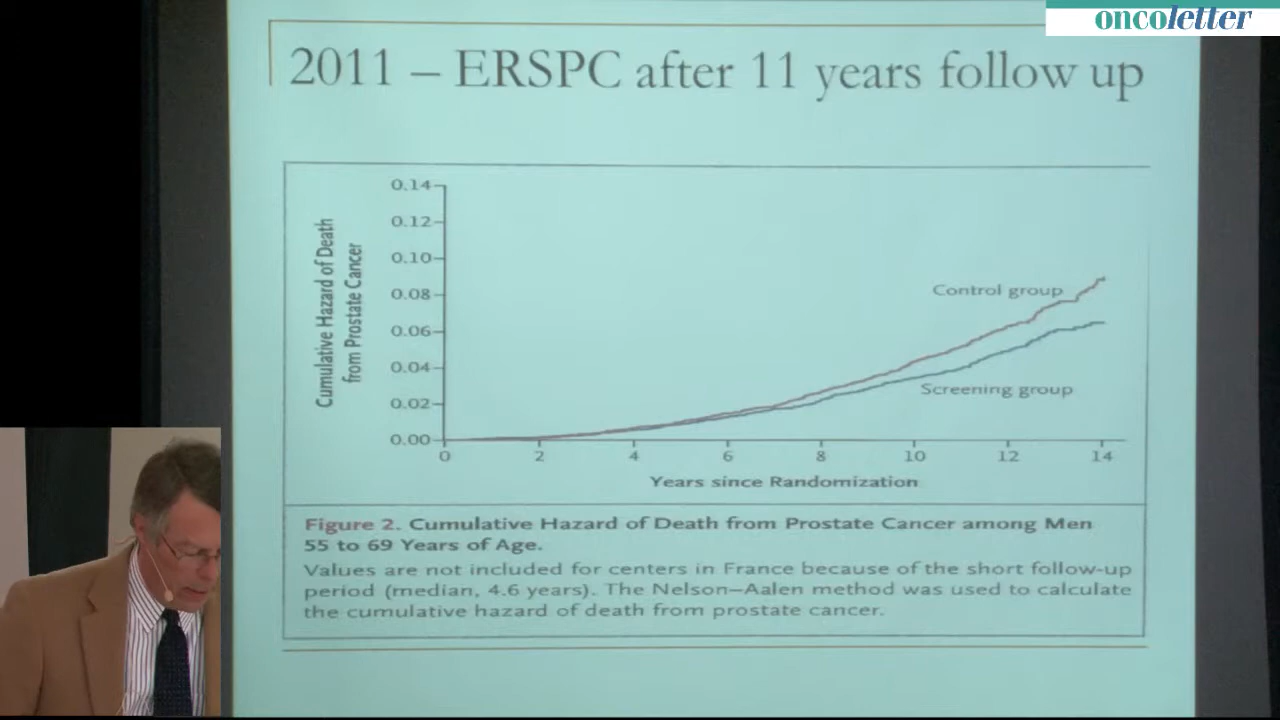 oncoletter
2011 – ERSPC after 11 years follow up
Cumulative Hazard of Death
from Prostate Cancer
0.14
0.12
0.10
0.08
0.06
0.04
0.02
0.00
Control group
Screening group
0 2 4 6 8 10 12 14
Years since Randomization
Figure 2. Cumulative Hazard of Death from Prostate Cancer among Men
55 to 69 Years of Age.
Values are not included for centers in France because of the short follow-up
period (median, 4.6 years). The Nelson–Aalen method was used to calculate
the cumulative hazard of death from prostate cancer.